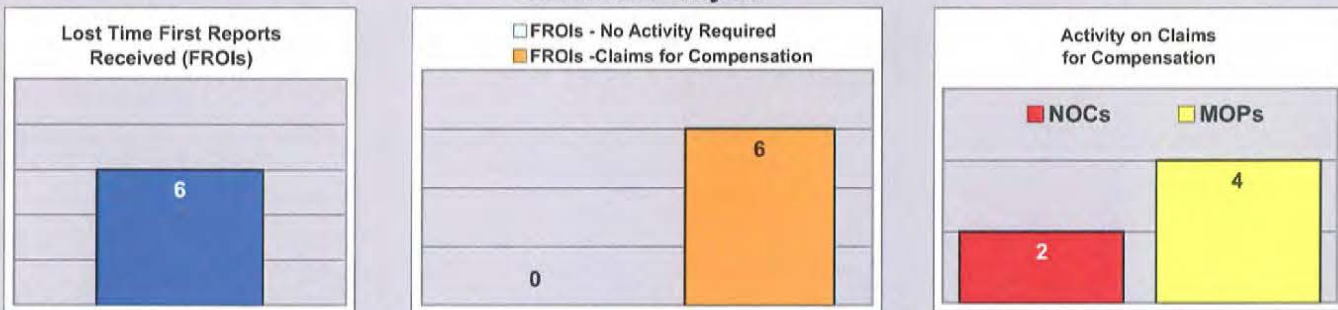 Lost Time First Reports
Received (FROIs)
6
FROIs - No Activity Required
FROIs -Claims for Compensation
0
6
Activity on Claims
for Compensation
NOCs
MOPs
2
4